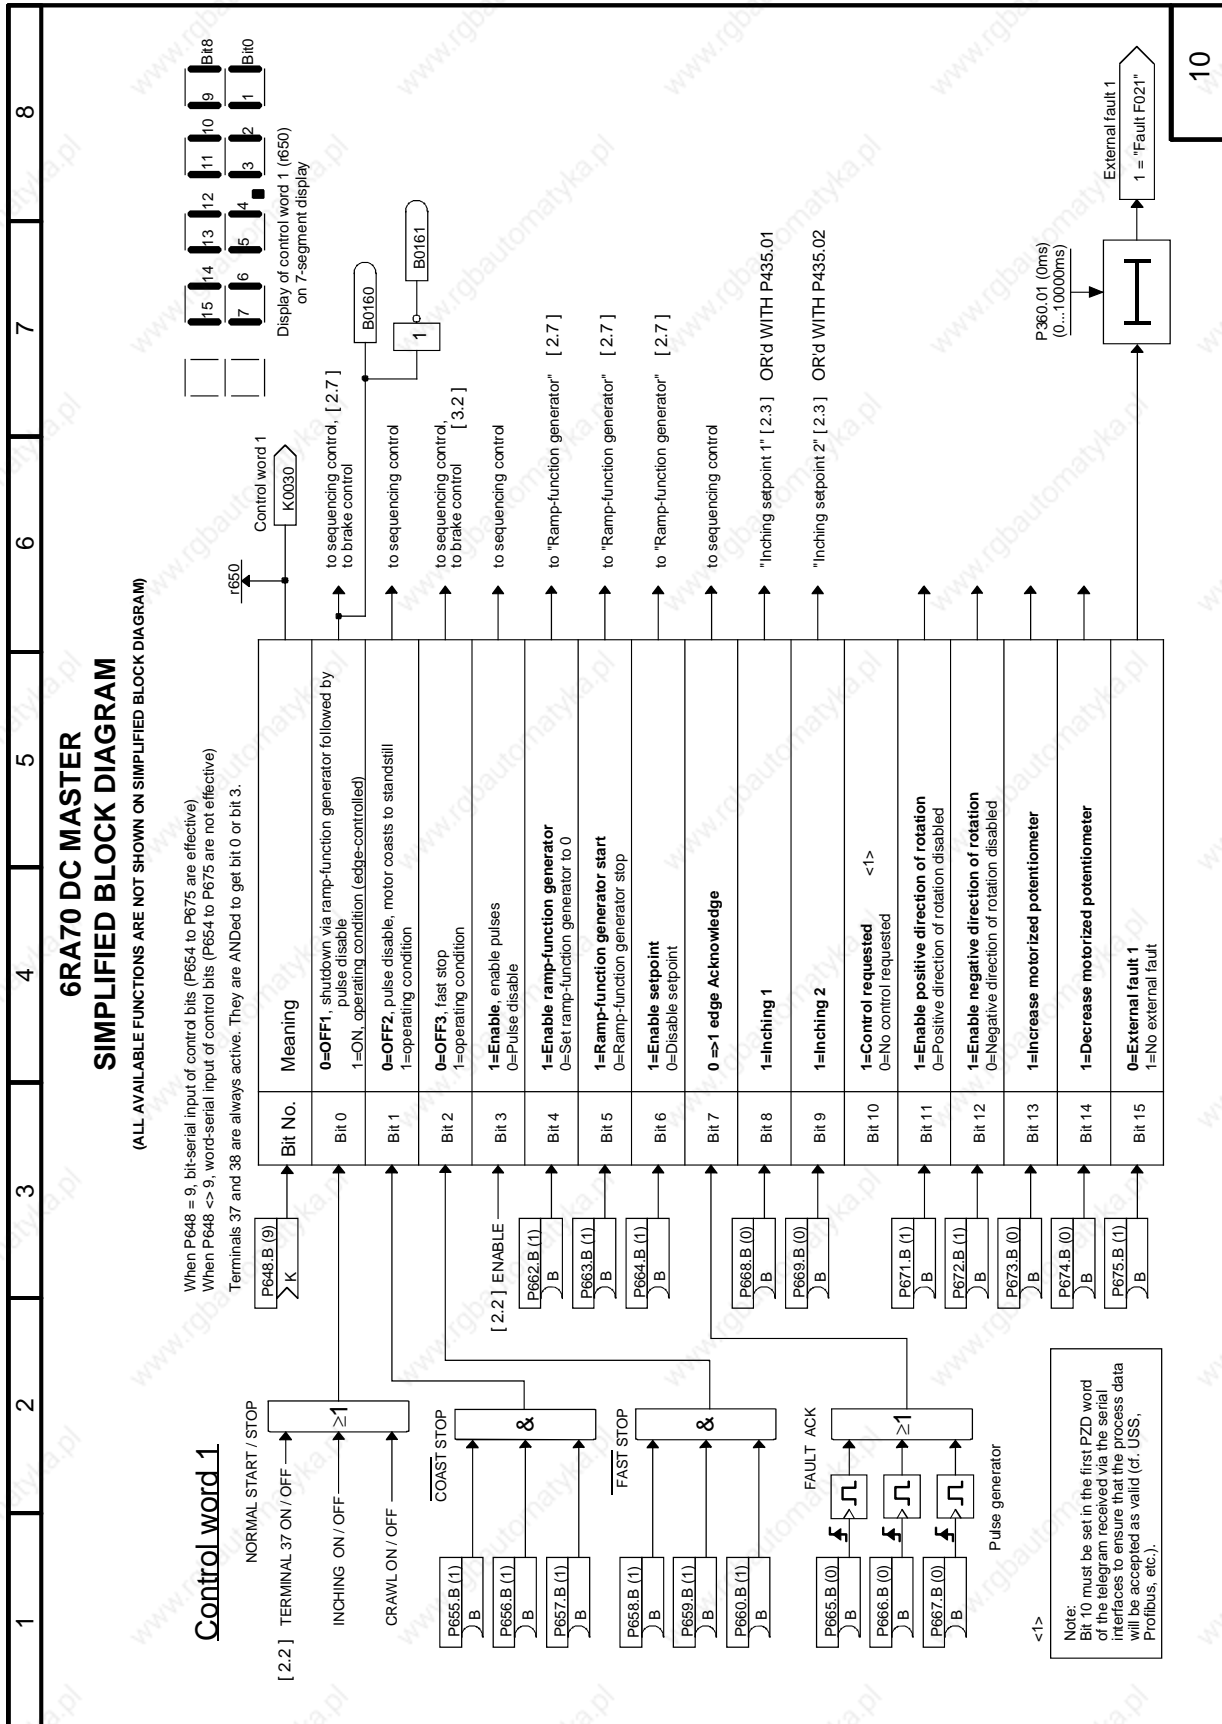 1 2 3 4 5 6 7 8
6RA70 DC MASTER
SIMPLIFIED BLOCK DIAGRAM
(ALL AVAILABLE FUNCTIONS ARE NOT SHOWN ON SIMPLIFIED BLOCK DIAGRAM)
Control word 1
When P648 = 9, bit-serial input of control bits (P654 to P675 are effective)
When P648 <> 9, word-serial input of control bits (P654 to P675 are not effective)
Terminals 37 and 38 are always active. They are ANDed to get bit 0 or bit 3.
15 14 13 12 11 10 9 Bit8
7 6 5 4 3 2 1 Bit0
Display of control word 1 (r650)
on 7-segment display
NORMAL START / STOP
[ 2.2 ] TERMINAL 37 ON / OFF
INCHING ON / OFF
CRAWL ON / OFF
≥1
COAST STOP
P655.B (1)
B
P656.B (1)
B
P657.B (1)
B
&
FAST STOP
P658.B (1)
B
P659.B (1)
B
P660.B (1)
B
&
FAULT ACK
P665.B (0)
B
P666.B (0)
B
P667.B (0)
B
≥1
Pulse generator
<1>
Note:
Bit 10 must be set in the first PZD word
of the telegram received via the serial
interfaces to ensure that the process data
will be accepted as valid (cf. USS,
Profibus, etc.).
P648.B (9)
K
[ 2.2 ] ENABLE
P662.B (1)
B
P663.B (1)
B
P664.B (1)
B
P668.B (0)
B
P669.B (0)
B
P671.B (1)
B
P672.B (1)
B
P673.B (0)
B
P674.B (0)
B
P675.B (1)
B
Bit No. Meaning
Bit 0 0=OFF1, shutdown via ramp-function generator followed by
pulse disable
1=ON, operating condition (edge-controlled)
Bit 1 0=OFF2, pulse disable, motor coasts to standstill
1=operating condition
Bit 2 0=OFF3, fast stop
1=operating condition
Bit 3 1=Enable, enable pulses
0=Pulse disable
Bit 4 1=Enable ramp-function generator
0=Set ramp-function generator to 0
Bit 5 1=Ramp-function generator start
0=Ramp-function generator stop
Bit 6 1=Enable setpoint
0=Disable setpoint
Bit 7 0 =>1 edge Acknowledge
Bit 8 1=Inching 1
Bit 9 1=Inching 2
Bit 10 1=Control requested <1>
0=No control requested
Bit 11 1=Enable positive direction of rotation
0=Positive direction of rotation disabled
Bit 12 1=Enable negative direction of rotation
0=Negative direction of rotation disabled
Bit 13 1=Increase motorized potentiometer
Bit 14 1=Decrease motorized potentiometer
Bit 15 0=External fault 1
1=No external fault
r650
Control word 1
K0030
to sequencing control, [ 2.7 ]
to brake control
B0160
1
B0161
to sequencing control
to sequencing control,
to brake control [ 3.2 ]
to sequencing control
to "Ramp-function generator" [ 2.7 ]
to "Ramp-function generator" [ 2.7 ]
to "Ramp-function generator" [ 2.7 ]
to sequencing control
"Inching setpoint 1" [ 2.3 ] OR'd WITH P435.01
"Inching setpoint 2" [ 2.3 ] OR'd WITH P435.02
P360.01 (0ms)
(0...10000ms)
External fault 1
1 = "Fault F021"
10
www.rgbautomatyka.pl